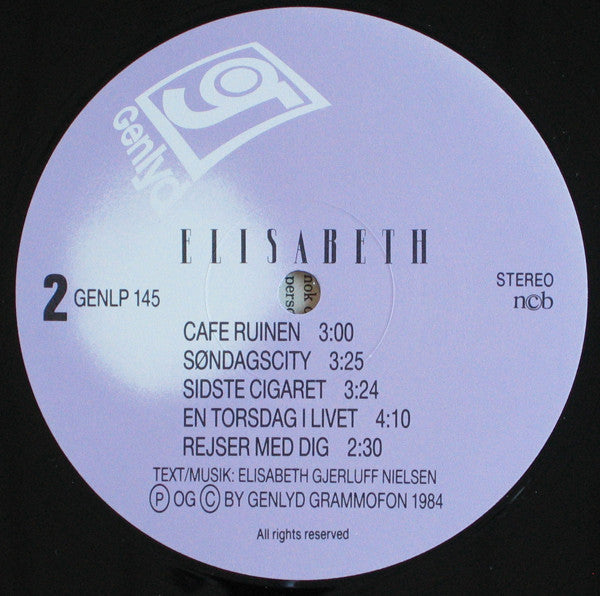 Genlyd
ELISABETH
2 GENLP 145
STEREO
n©b
nok
perso
CAFE RUINEN 3:00
SØNDAGSCITY 3:25
SIDSTE CIGARET 3:24
EN TORSDAG I LIVET 4:10
REJSER MED DIG 2:30
TEXT/MUSIK: ELISABETH GJERLUFF NIELSEN
Ⓟ OG Ⓒ BY GENLYD GRAMMOFON 1984
All rights reserved